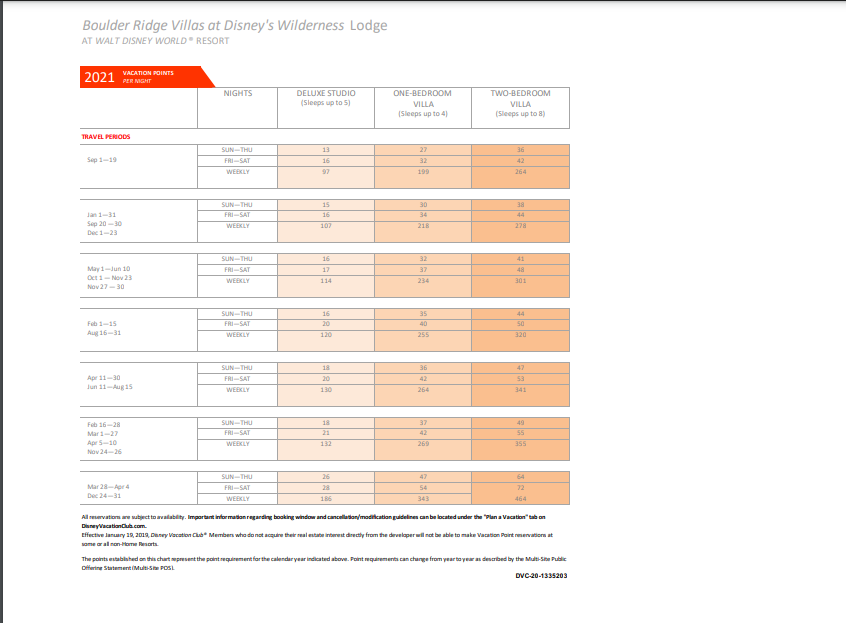 Boulder Ridge Villas at Disney's Wilderness Lodge
AT WALT DISNEY WORLD® RESORT
2021 VACATION POINTS
PER NIGHT
NIGHTS DELUXE STUDIO ONE-BEDROOM TWO-BEDROOM
(Sleeps up to 5) VILLA VILLA
(Sleeps up to 4) (Sleeps up to 8)
TRAVEL PERIODS
SUN—THU 13 27 36
Sep 1—19 FRI—SAT 16 32 42
WEEKLY 97 199 264
SUN—THU 15 30 38
Jan 1—31 FRI—SAT 16 34 44
Sep 20—30 WEEKLY 107 218 278
Dec 1—23
SUN—THU 16 32 41
May 1—Jun 10 FRI—SAT 17 37 48
Oct 1— Nov 23 WEEKLY 114 234 301
Nov 27 — 30
SUN—THU 16 35 44
Feb 1—15 FRI—SAT 20 40 50
Aug 16—31 WEEKLY 120 255 320
SUN—THU 18 36 47
Apr 11—30 FRI—SAT 20 42 53
Jun 11—Aug 15 WEEKLY 130 264 341
Feb 16—28 SUN—THU 18 37 49
Mar 1—27 FRI—SAT 21 42 55
Apr 5—10 WEEKLY 132 269 355
Nov 24—26
SUN—THU 26 47 64
Mar 28—Apr 4 FRI—SAT 28 54 72
Dec 24—31 WEEKLY 186 343 464
All reservations are subject to availability. Important information regarding booking window and cancellation/modification guidelines can be located under the "Plan a Vacation" tab on
DisneyVacationClub.com.
Effective January 19, 2019, Disney Vacation Club® Members who do not acquire their real estate interest directly from the developer will not be able to make Vacation Point reservations at
some or all non-Home Resorts.
The points established on this chart represent the point requirement for the calendar year indicated above. Point requirements can change from year to year as described by the Multi-Site Public
Offering Statement (Multi-Site POS).
DVC-20-1335203